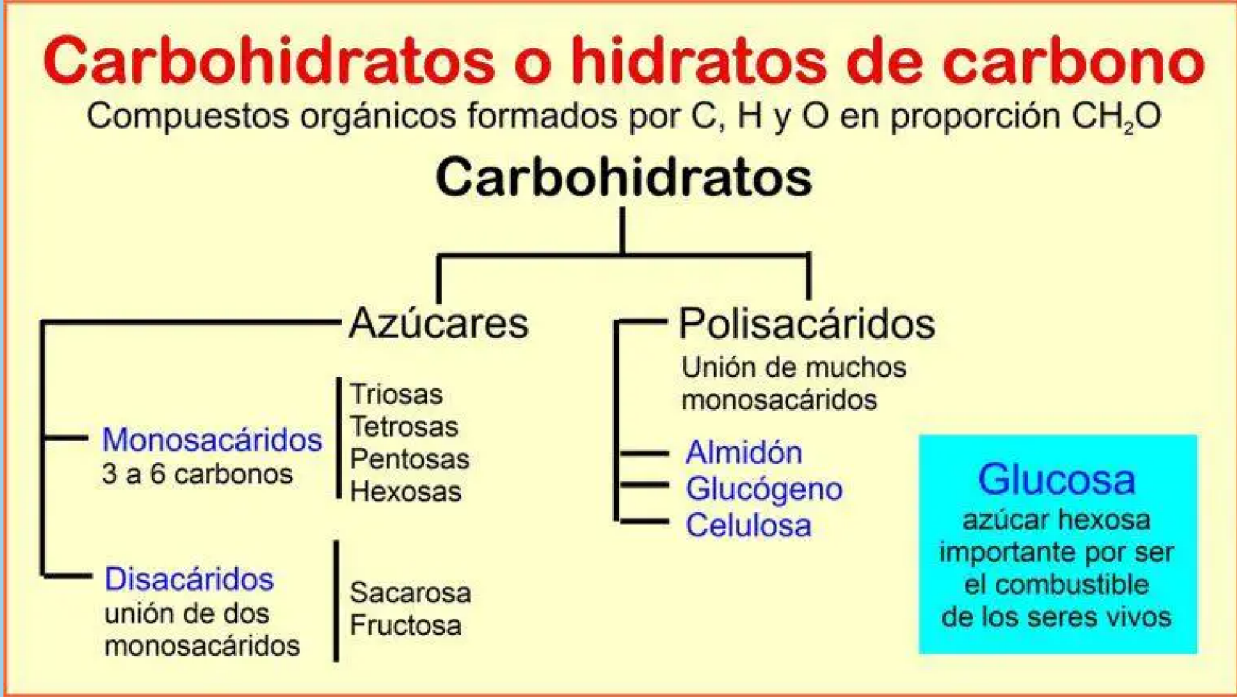 Carbohidratos o hidratos de carbono
Compuestos orgánicos formados por C, H y O en proporción CH₂O
Carbohidratos
Azúcares
Monosacáridos
3 a 6 carbonos
Triosas
Tetrosas
Pentosas
Hexosas
Disacáridos
unión de dos
monosacáridos
Sacarosa
Fructosa
Polisacáridos
Unión de muchos
monosacáridos
Almidón
Glucógeno
Celulosa
Glucosa
azúcar hexosa
importante por ser
el combustible
de los seres vivos